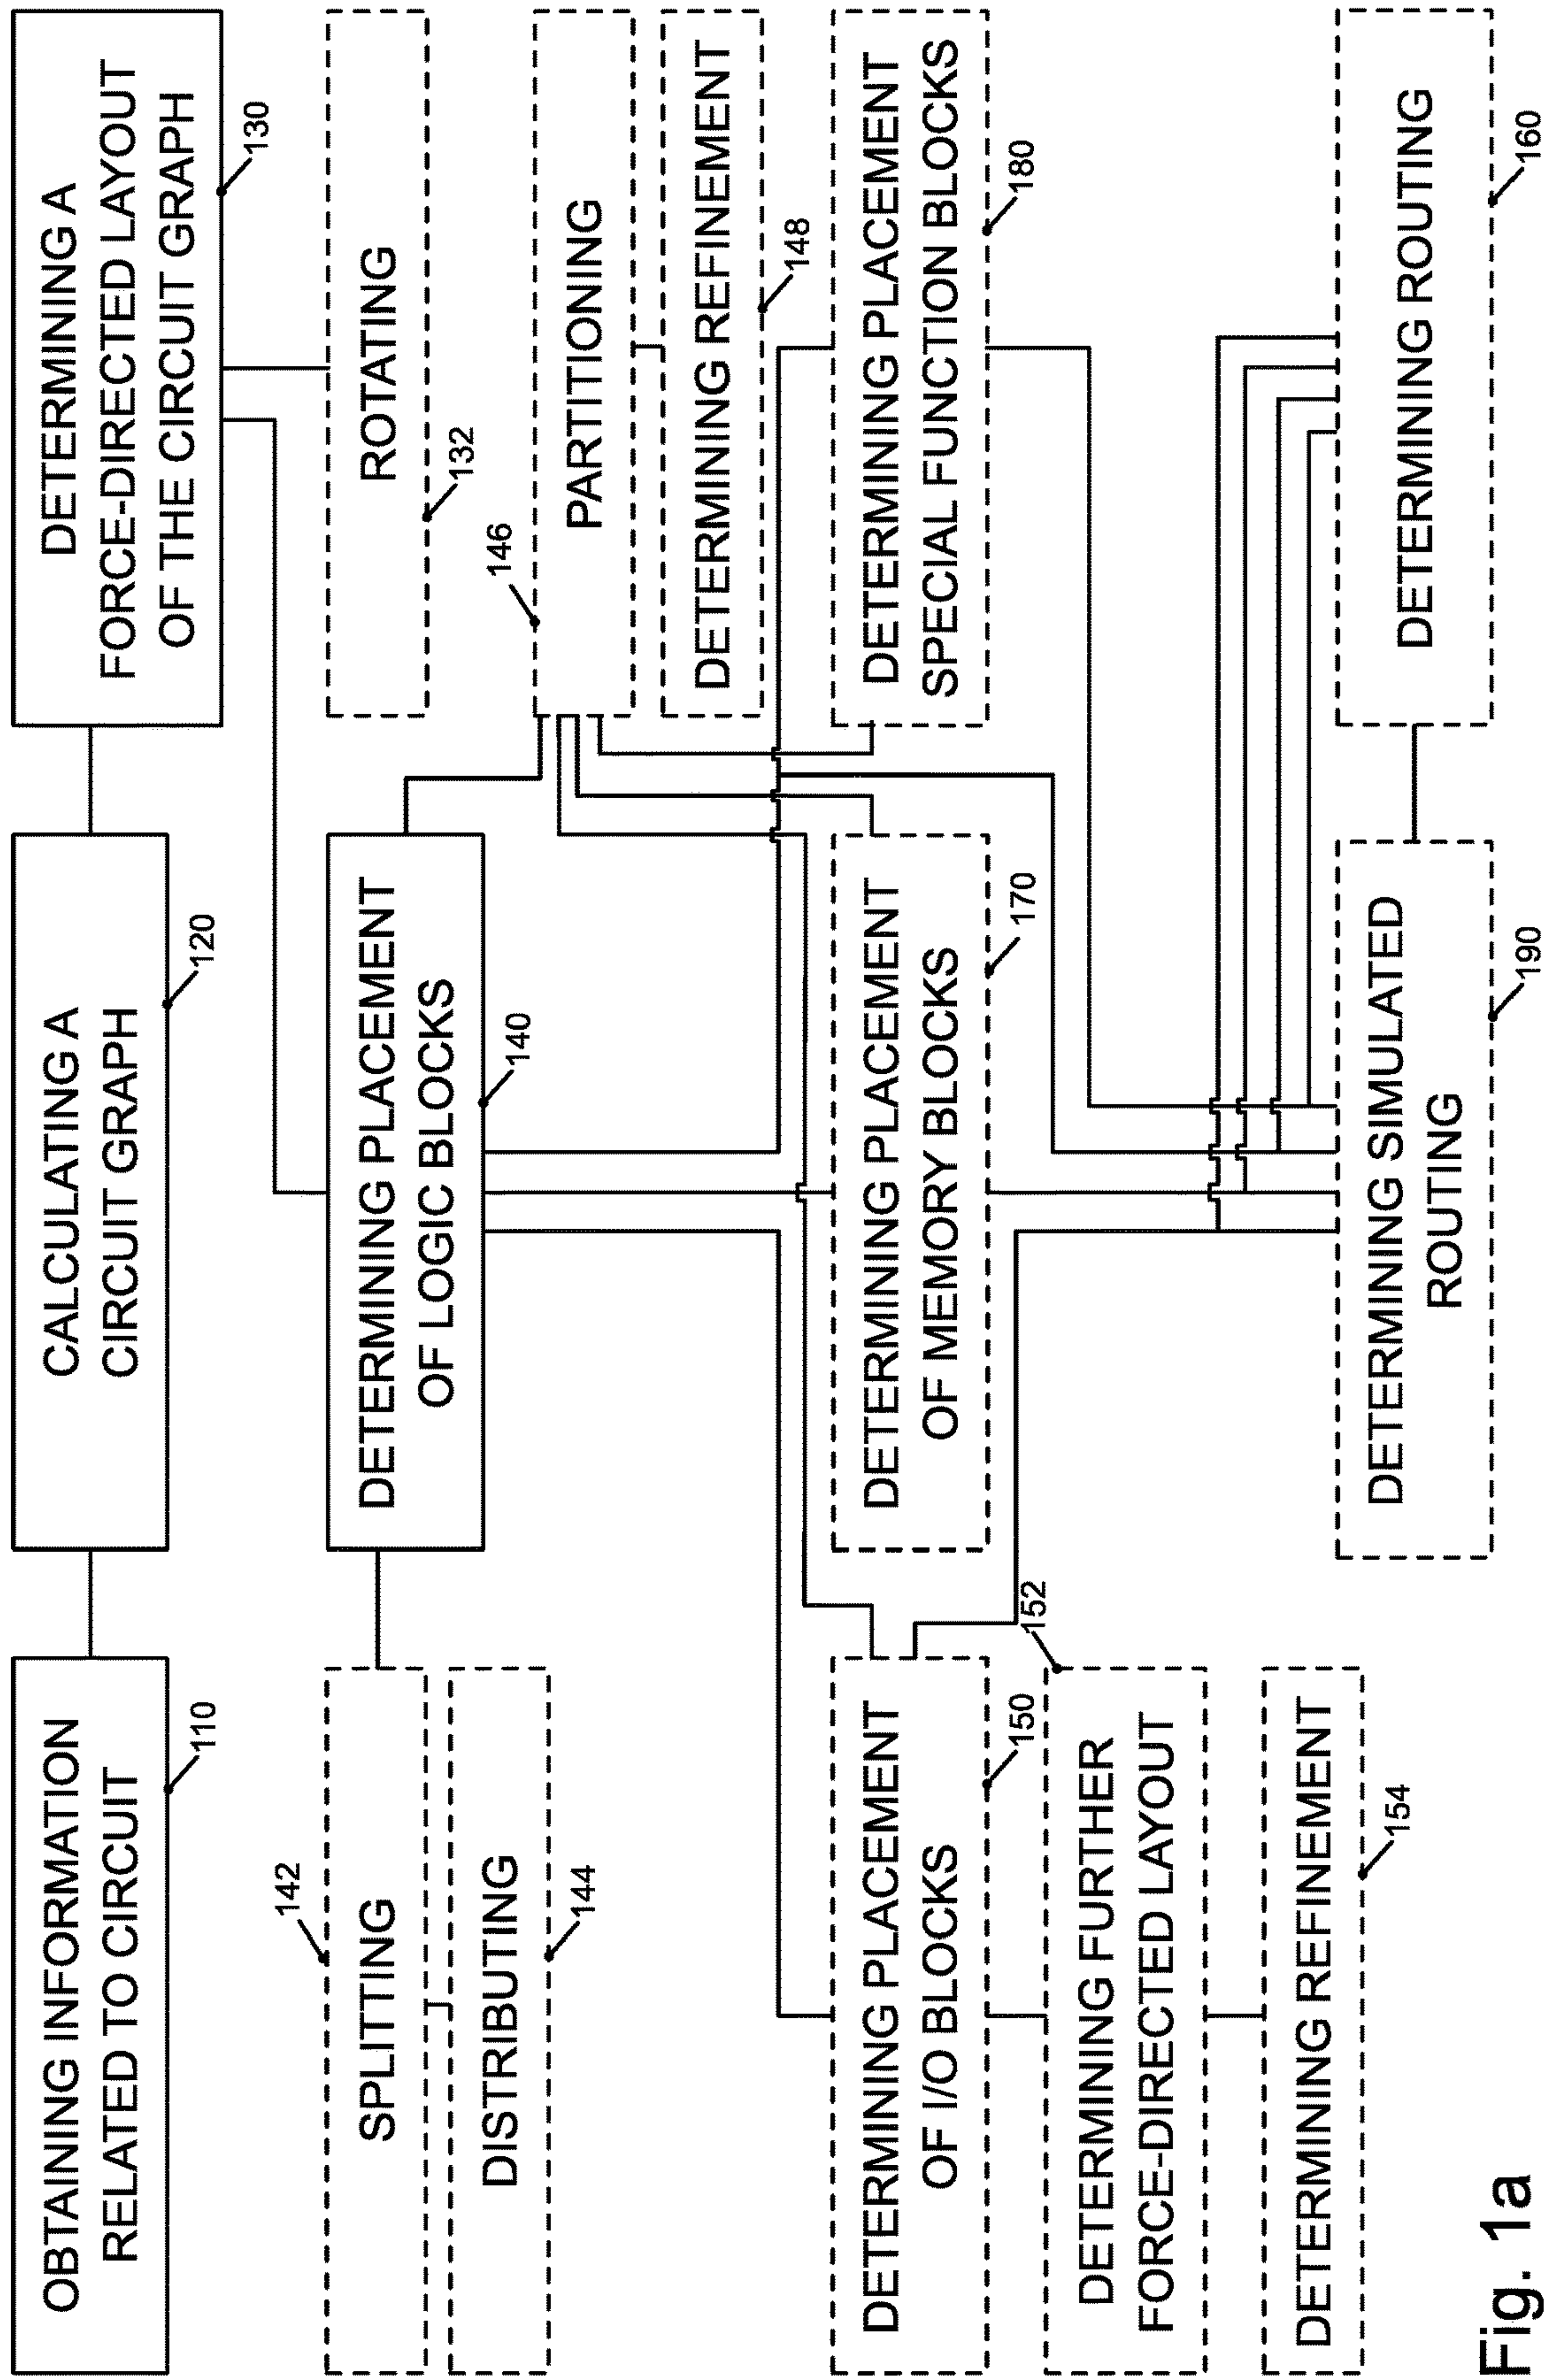 OBTAINING INFORMATION
RELATED TO CIRCUIT
110
CALCULATING A
CIRCUIT GRAPH
120
DETERMINING A
FORCE-DIRECTED LAYOUT
OF THE CIRCUIT GRAPH
130
142
SPLITTING
DISTRIBUTING
144
DETERMINING PLACEMENT
OF LOGIC BLOCKS
140
ROTATING
132
146
PARTITIONING
DETERMINING REFINEMENT
148
DETERMINING PLACEMENT
OF I/O BLOCKS
150
152
DETERMINING FURTHER
FORCE-DIRECTED LAYOUT
DETERMINING REFINEMENT
154
DETERMINING PLACEMENT
OF MEMORY BLOCKS
170
DETERMINING PLACEMENT
SPECIAL FUNCTION BLOCKS
180
DETERMINING SIMULATED
ROUTING
190
DETERMINING ROUTING
160
Fig. 1a